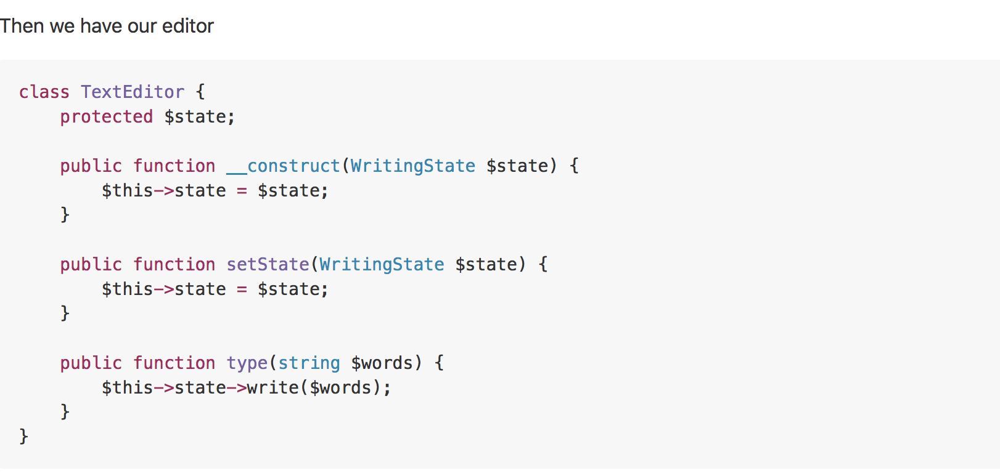 Then we have our editor
class TextEditor {
    protected $state;

    public function __construct(WritingState $state) {
        $this->state = $state;
    }

    public function setState(WritingState $state) {
        $this->state = $state;
    }

    public function type(string $words) {
        $this->state->write($words);
    }
}